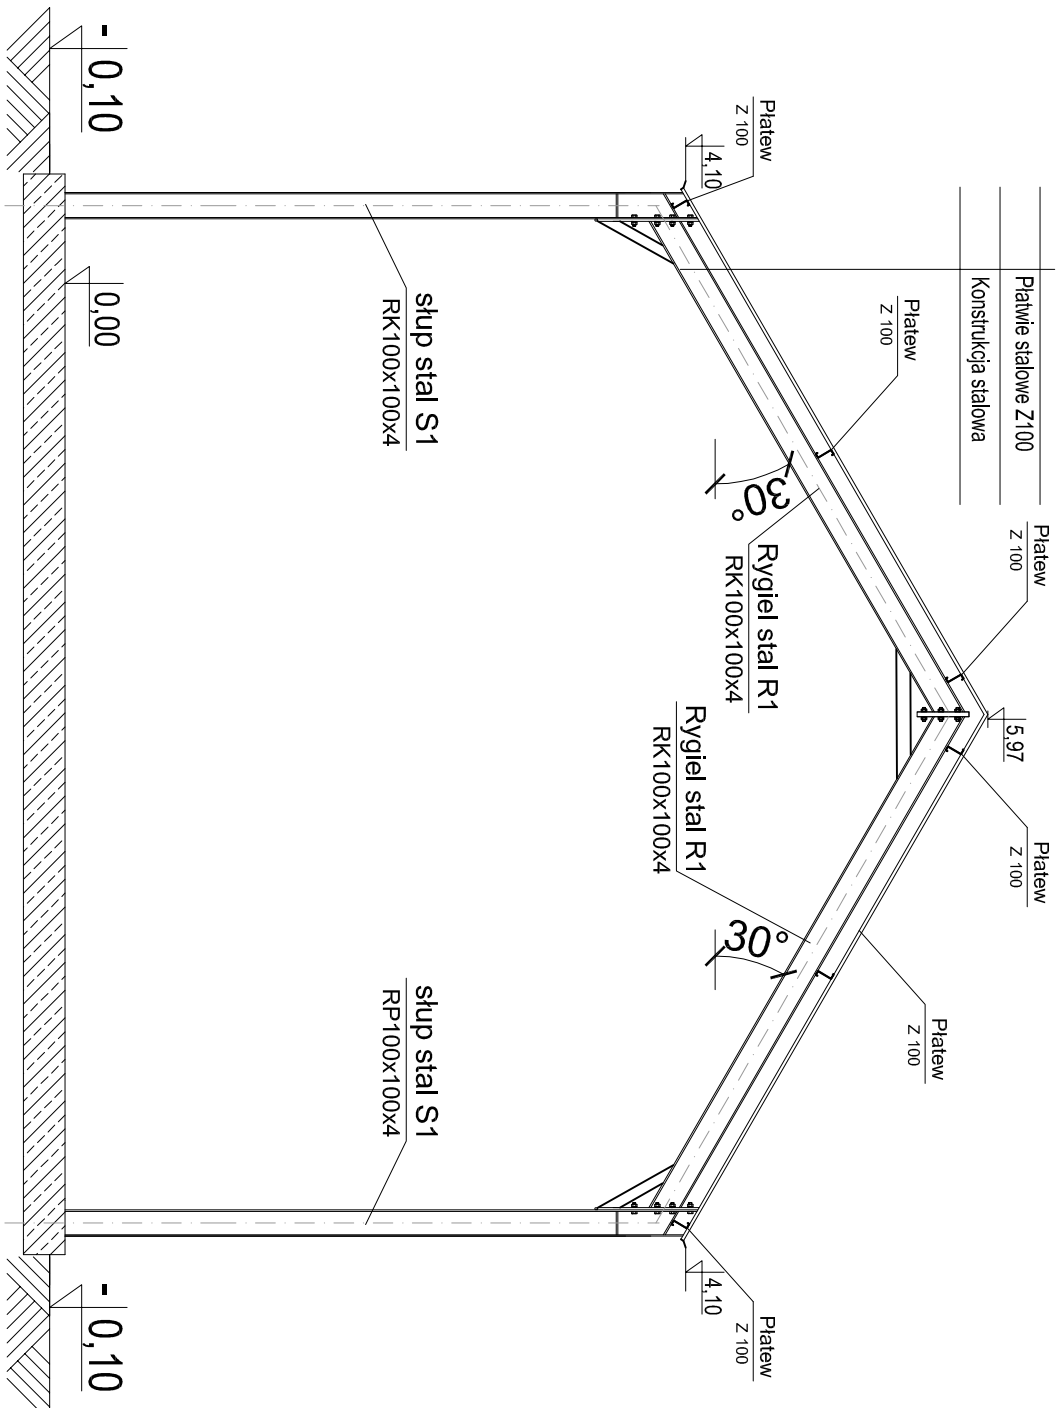 Płatwie stalowe Z100
Konstrukcja stalowa
Płatew
Z 100
Płatew
Z 100
5,97
Płatew
Z 100
Płatew
Z 100
Płatew
Z 100
4,10
Płatew
Z 100
4,10
30°
Rygiel stal R1
RK100x100x4
Rygiel stal R1
RK100x100x4
30°
słup stal S1
RK100x100x4
słup stal S1
RP100x100x4
- 0,10
0,00
- 0,10